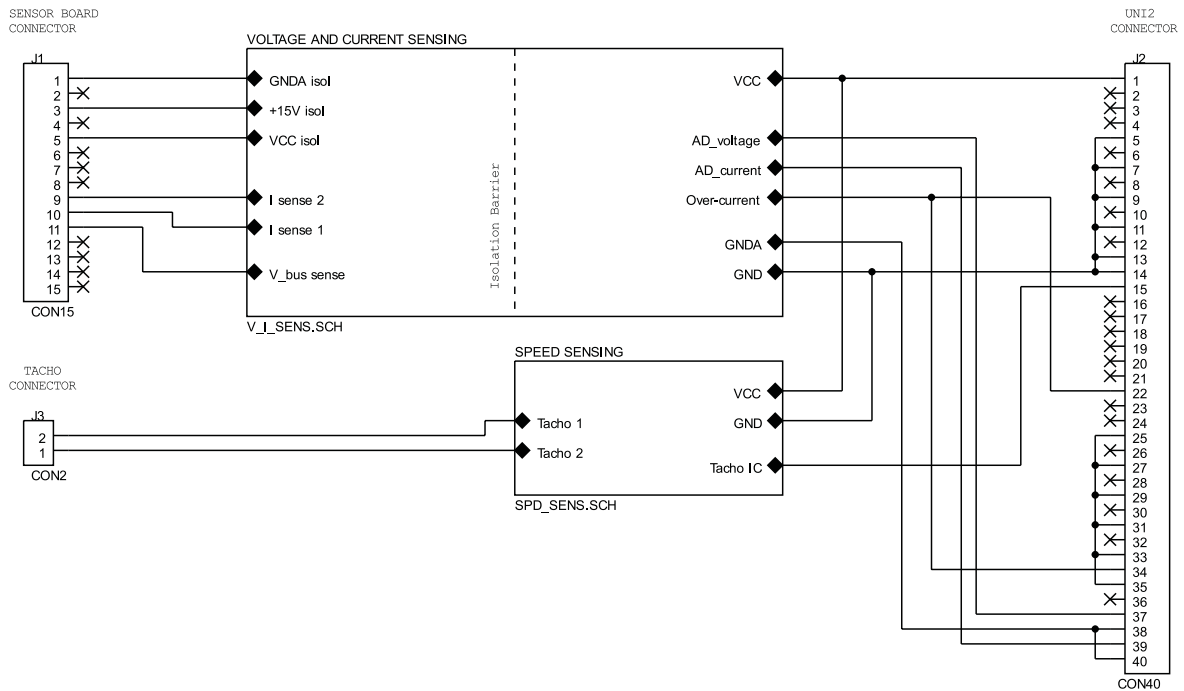 SENSOR BOARD
CONNECTOR
J1
1
2
3
4
5
6
7
8
9
10
11
12
13
14
15
CON15
VOLTAGE AND CURRENT SENSING
GNDA isol
+15V isol
VCC isol
I sense 2
I sense 1
V_bus sense
Isolation Barrier
VCC
AD_voltage
AD_current
Over-current
GNDA
GND
V_I_SENS.SCH
TACHO
CONNECTOR
J3
2
1
CON2
SPEED SENSING
Tacho 1
Tacho 2
VCC
GND
Tacho IC
SPD_SENS.SCH
UNI2
CONNECTOR
J2
1
2
3
4
5
6
7
8
9
10
11
12
13
14
15
16
17
18
19
20
21
22
23
24
25
26
27
28
29
30
31
32
33
34
35
36
37
38
39
40
CON40